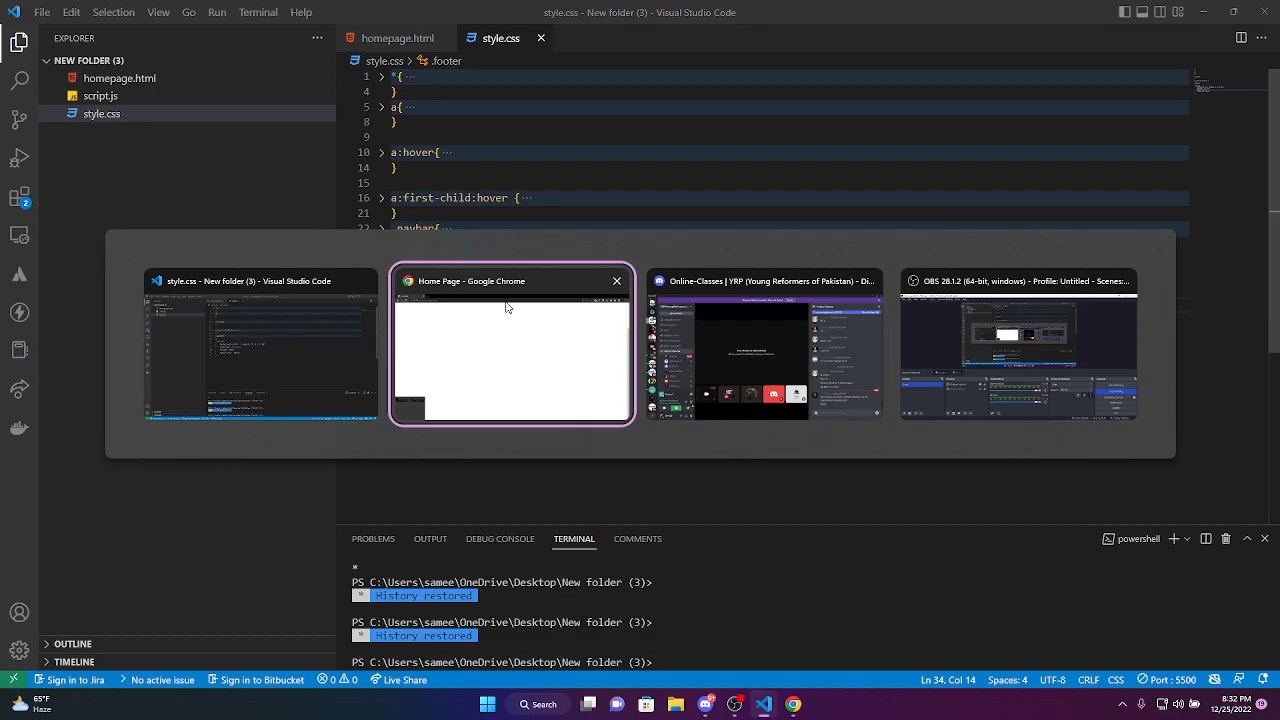 File Edit Selection View Go Run Terminal Help
style.css - New folder (3) - Visual Studio Code
EXPLORER
NEW FOLDER (3)
homepage.html
script.js
style.css
homepage.html
style.css
style.css > .footer
1 *{ ···
4 }
5 a{ ···
8 }
9
10 a:hover{ ···
14 }
15
16 a:first-child:hover { ···
21 }
22 .navbar{ ···
style.css - New folder (3) - Visual Studio Code
Home Page - Google Chrome
Online-Classes | YBP (Young Reformers of Pakistan) - Di...
OBS 28.1.2 (64-bit, windows) - Profile: Untitled - Scenes...
2
PROBLEMS OUTPUT DEBUG CONSOLE TERMINAL COMMENTS
powershell
*
PS C:\Users\samee\OneDrive\Desktop\New folder (3)>
* History restored
PS C:\Users\samee\OneDrive\Desktop\New folder (3)>
* History restored
PS C:\Users\samee\OneDrive\Desktop\New folder (3)>
OUTLINE
TIMELINE
Sign in to Jira No active issue Sign in to Bitbucket 0 0 Live Share
Ln 34, Col 14 Spaces: 4 UTF-8 CRLF CSS Port : 5500
65°F
Haze
Search
8:32 PM
12/25/2022